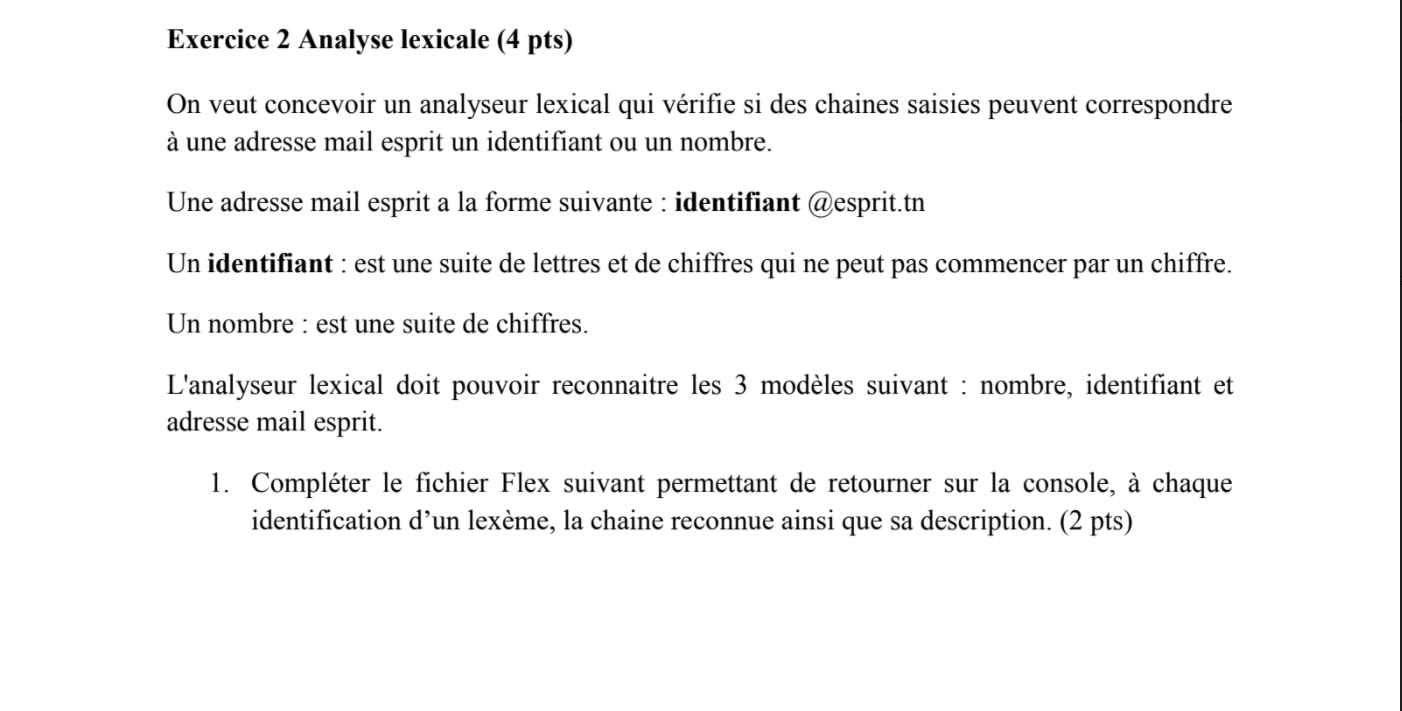 Exercice 2 Analyse lexicale (4 pts)
On veut concevoir un analyseur lexical qui vérifie si des chaines saisies peuvent correspondre
à une adresse mail esprit un identifiant ou un nombre.
Une adresse mail esprit a la forme suivante : identifiant @esprit.tn
Un identifiant : est une suite de lettres et de chiffres qui ne peut pas commencer par un chiffre.
Un nombre : est une suite de chiffres.
L'analyseur lexical doit pouvoir reconnaitre les 3 modèles suivant : nombre, identifiant et
adresse mail esprit.
1. Compléter le fichier Flex suivant permettant de retourner sur la console, à chaque
identification d’un lexème, la chaine reconnue ainsi que sa description. (2 pts)